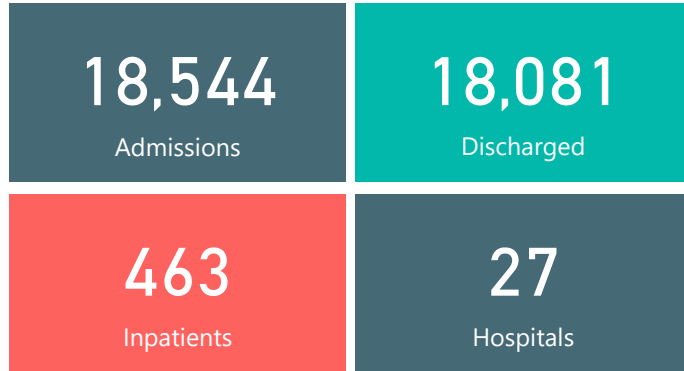 18,544
Admissions
18,081
Discharged
463
Inpatients
27
Hospitals